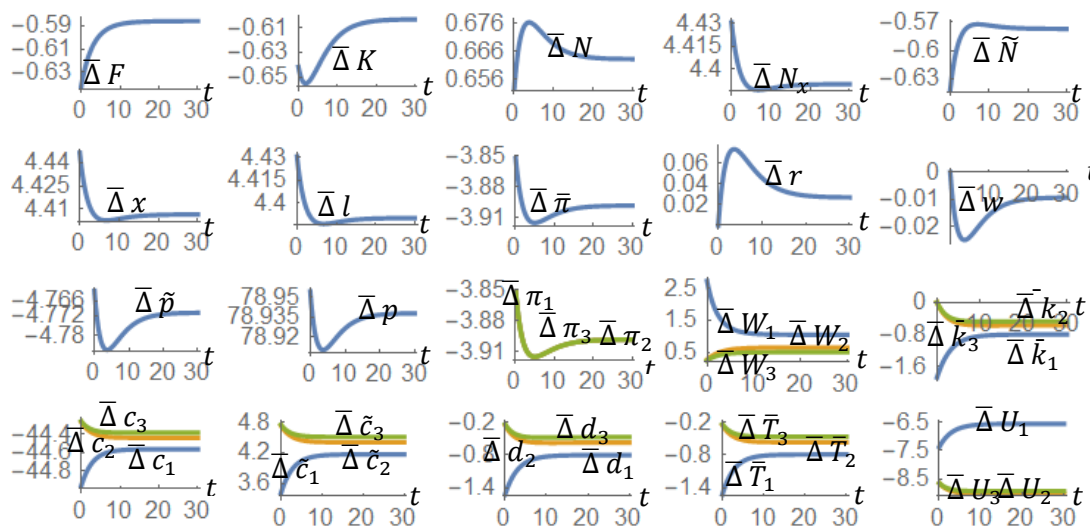 −0.59
−0.61
−0.63
Δ̅ F
0 10 20 30 t
−0.61
−0.63
−0.65
Δ̅ K
0 10 20 30 t
0.676
0.666
0.656
Δ̅ N
0 10 20 30 t
4.43
4.415
4.4
Δ̅ Nₓ
0 10 20 30 t
−0.57
−0.6
−0.63
Δ̅ Ñ
0 10 20 30 t
4.44
4.425
4.41
Δ̅ x
0 10 20 30 t
4.43
4.4
Δ̅ l
0 10 20 30 t
−3.85
−3.88
−3.91
Δ̅ π̅
0 10 20 30 t
0.06
0.04
0.02
Δ̅ r
0 10 20 30 t
0
−0.01
−0.02
Δ̅ w
10 20 30 t
−4.766
−4.772
−4.78
Δ̅ p̃
0 10 20 30 t
78.95
78.935
78.92
Δ̅ p
0 10 20 30 t
−3.85
−3.88
−3.91
Δ̅ π₁
Δ̅ π₃
Δ̅ π₂
0 10 20 30 t
2.5
1.5
0.5
Δ̅ W₁
Δ̅ W₂
Δ̅ W₃
0 10 20 30 t
0
−0.8
−1.6
Δ̅ k̅₂
Δ̅ k̅₃
Δ̅ k̅₁
10 20 30 t
−44.4
−44.8
Δ̅ c₃
Δ̅ c₂
Δ̅ c₁
0 10 20 30 t
4.8
4.2
3.6
Δ̅ c̃₃
Δ̅ c̃₁
Δ̅ c̃₂
0 10 20 30 t
−0.2
−0.8
−1.4
Δ̅ d₃
Δ̅ d₂
Δ̅ d₁
0 10 20 30 t
−0.2
−0.8
−1.4
Δ̅ T̅₃
Δ̅ T̅₂
Δ̅ T̅₁
0 10 20 30 t
−6.5
−7.5
−8.5
Δ̅ U₁
Δ̅ U₃
Δ̅ U₂
0 10 20 30 t